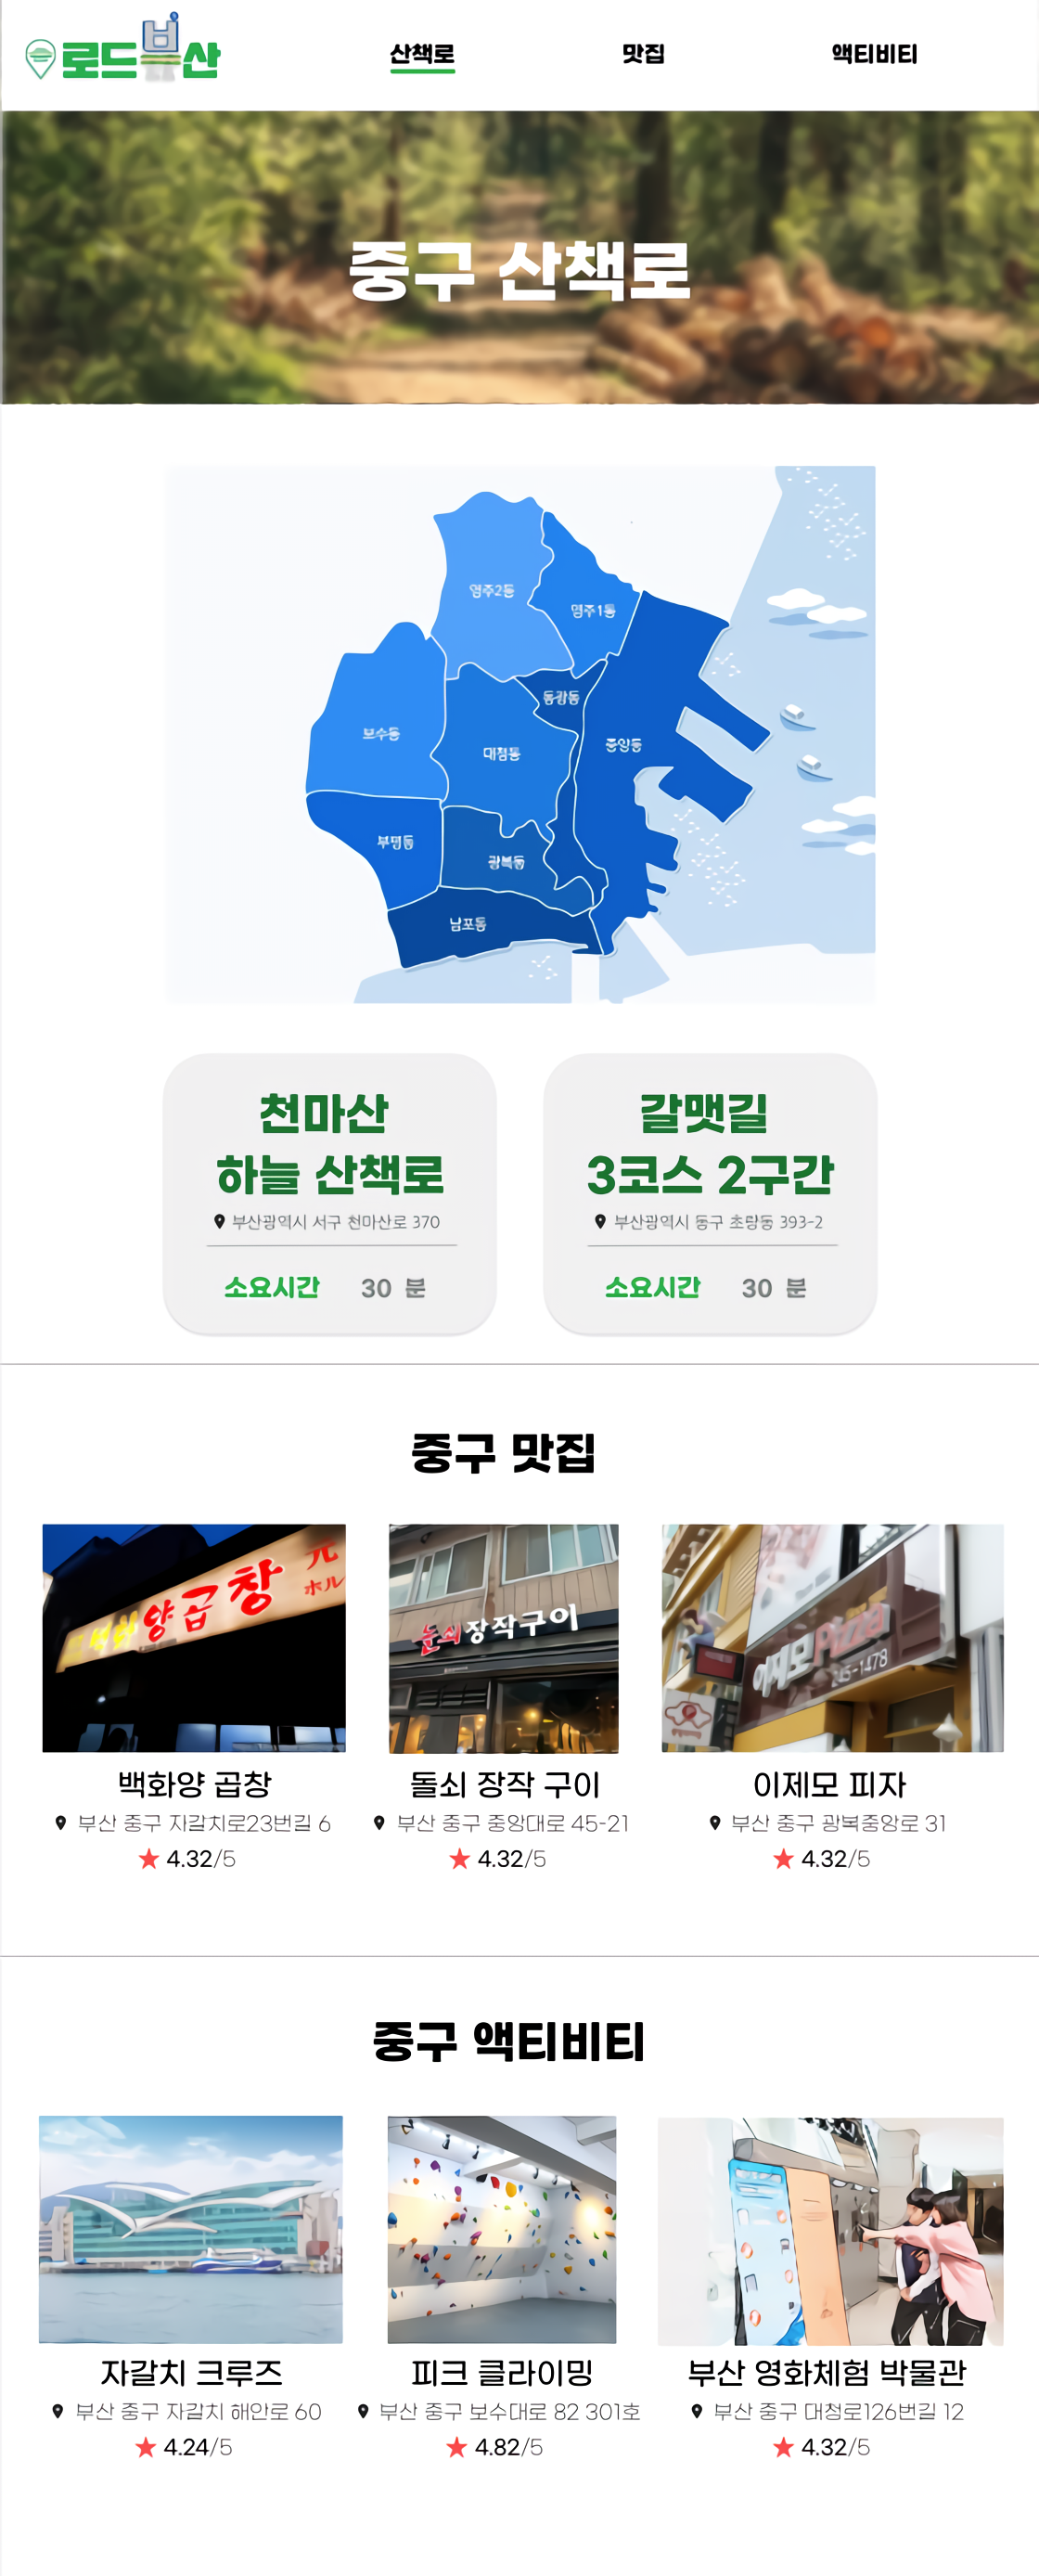 로드부산
산책로
맛집
액티비티
중구 산책로
영주2동
영주1동
동광동
보수동
대청동
중앙동
부평동
광복동
남포동
천마산
하늘 산책로
부산광역시 서구 천마산로 370
소요시간 30 분
갈맷길
3코스 2구간
부산광역시 동구 초량동 393-2
소요시간 30 분
중구 맛집
양곱창
ホル
돌쇠장작구이
이제모Pizza
45-1478
백화양 곱창
부산 중구 자갈치로23번길 6
4.32/5
돌쇠 장작 구이
부산 중구 중앙대로 45-21
4.32/5
이제모 피자
부산 중구 광복중앙로 31
4.32/5
중구 액티비티
자갈치 크루즈
부산 중구 자갈치 해안로 60
4.24/5
피크 클라이밍
부산 중구 보수대로 82 301호
4.82/5
부산 영화체험 박물관
부산 중구 대청로126번길 12
4.32/5